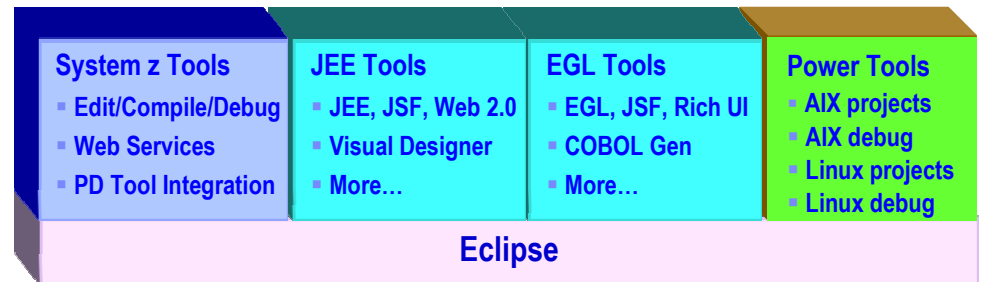 System z Tools
▪ Edit/Compile/Debug
▪ Web Services
▪ PD Tool Integration
JEE Tools
▪ JEE, JSF, Web 2.0
▪ Visual Designer
▪ More…
EGL Tools
▪ EGL, JSF, Rich UI
▪ COBOL Gen
▪ More…
Power Tools
▪ AIX projects
▪ AIX debug
▪ Linux projects
▪ Linux debug
Eclipse